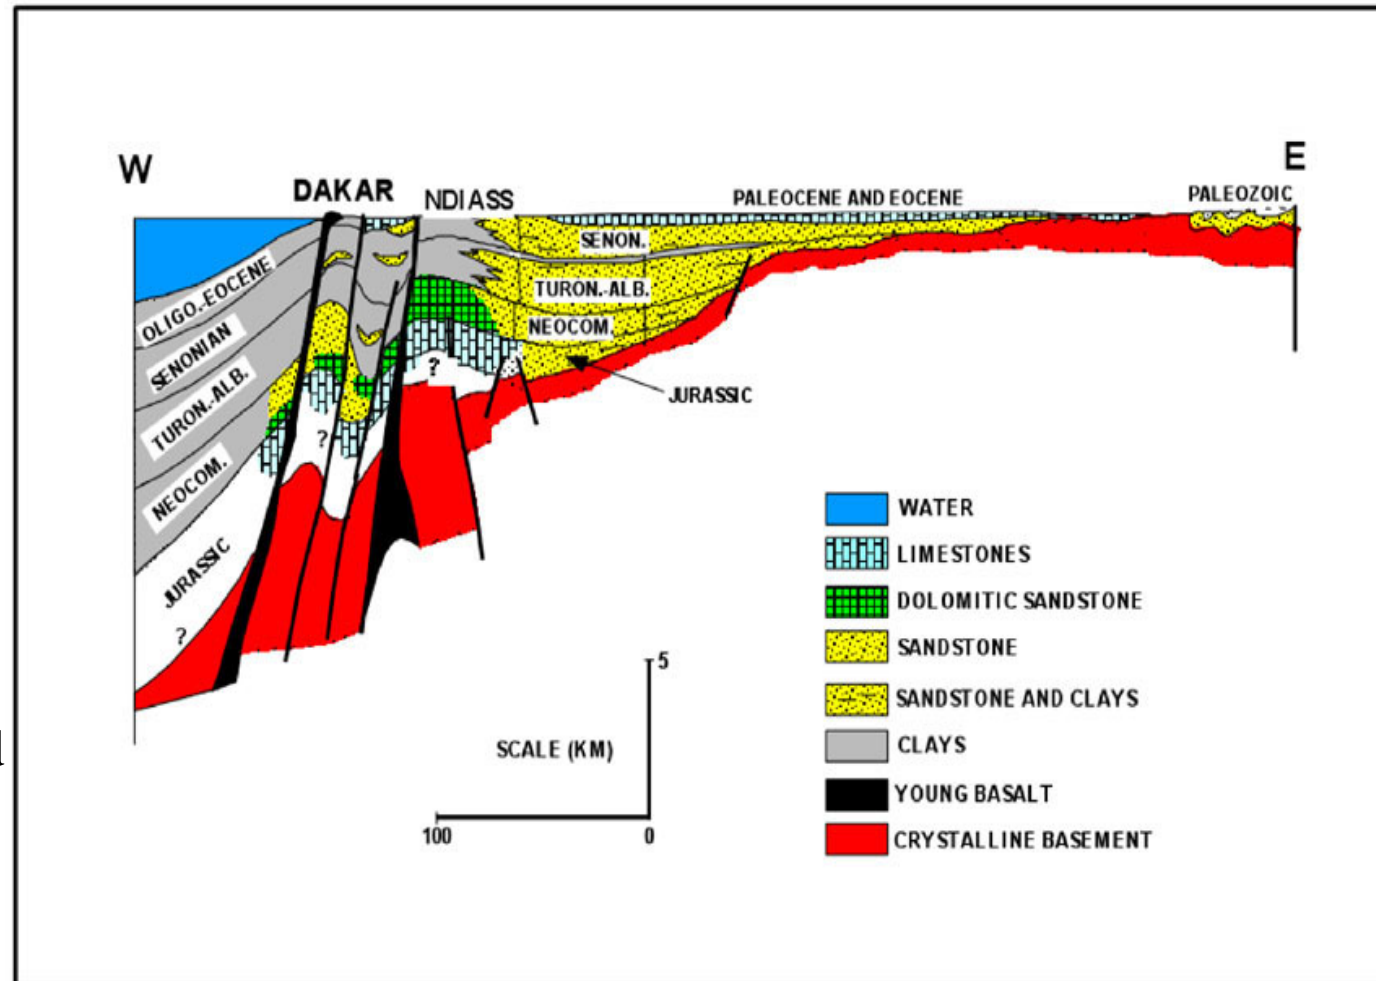 W
E
DAKAR
NDIASS
PALEOCENE AND EOCENE
PALEOZOIC
OLIGO.-EOCENE
SENONIAN
TURON.-ALB.
NEOCOM.
JURASSIC
?
?
?
SENON.
TURON.-ALB.
NEOCOM.
JURASSIC
WATER
LIMESTONES
DOLOMITIC SANDSTONE
SANDSTONE
SANDSTONE AND CLAYS
CLAYS
YOUNG BASALT
CRYSTALLINE BASEMENT
5
SCALE (KM)
100 0